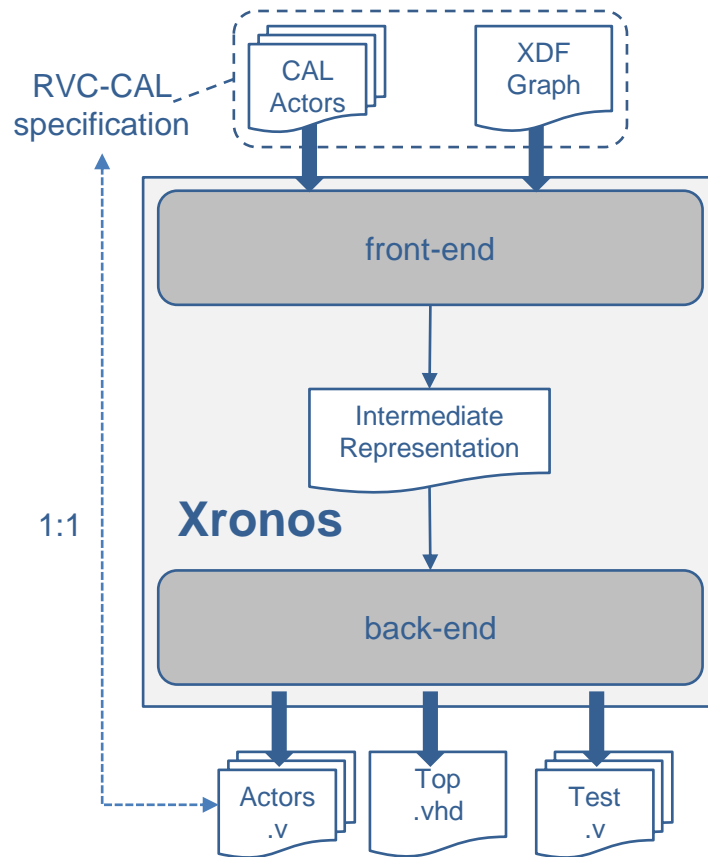 CAL
Actors
XDF
Graph
RVC-CAL
specification
front-end
Intermediate
Representation
1:1
Xronos
back-end
Actors
.v
Top
.vhd
Test
.v